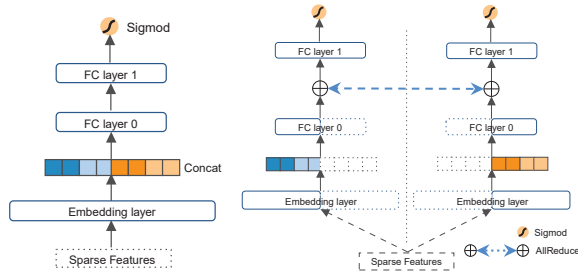 Sigmod
FC layer 1
FC layer 0
Concat
Embedding layer
Sparse Features
FC layer 1
FC layer 0
Embedding layer
FC layer 1
FC layer 0
Embedding layer
Sparse Features
Sigmod
AllReduce